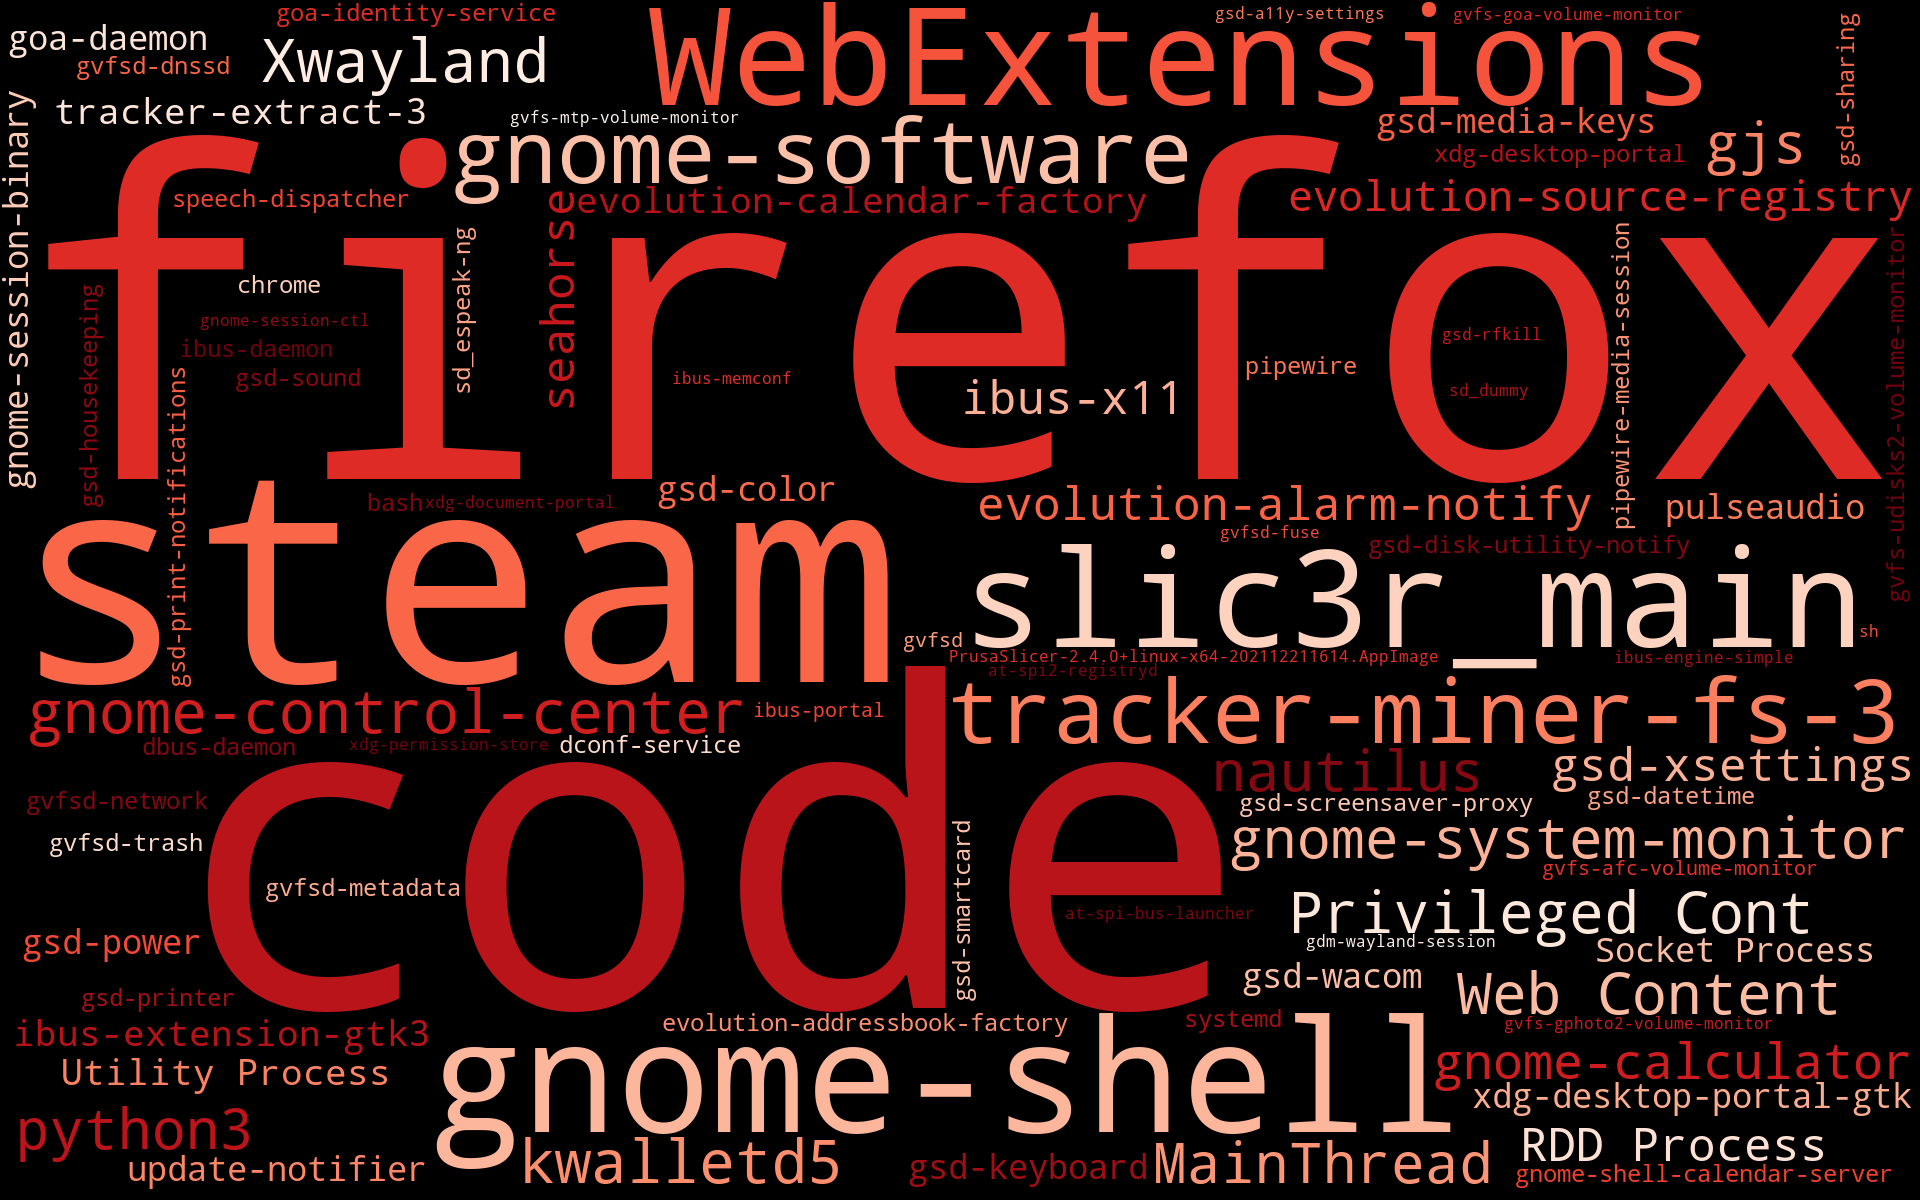 goa-identity-service
WebExtensions
gsd-a11y-settings
gvfs-goa-volume-monitor
gsd-sharing
goa-daemon
gvfsd-dnssd
Xwayland
tracker-extract-3
gvfs-mtp-volume-monitor
gnome-software
gsd-media-keys
xdg-desktop-portal
gjs
gnome-session-binary
speech-dispatcher
seahorse
evolution-calendar-factory
evolution-source-registry
firefox
sd_espeak-ng
pipewire-media-session
gvfs-udisks2-volume-monitor
chrome
gnome-session-ctl
ibus-daemon
gsd-sound
gsd-housekeeping
gsd-print-notifications
ibus-memconf
ibus-x11
pipewire
gsd-rfkill
sd_dummy
bash
xdg-document-portal
gsd-color
evolution-alarm-notify
pulseaudio
steam
gvfsd-fuse
gsd-disk-utility-notify
slic3r_main
gvfsd
sh
PrusaSlicer-2.4.0+linux-x64-202112211614.AppImage
ibus-engine-simple
at-spi2-registryd
gnome-control-center
ibus-portal
tracker-miner-fs-3
dbus-daemon
xdg-permission-store
dconf-service
nautilus
gsd-xsettings
code
gvfsd-network
gsd-screensaver-proxy
gsd-datetime
gvfsd-trash
gsd-smartcard
gnome-system-monitor
gvfs-afc-volume-monitor
gvfsd-metadata
at-spi-bus-launcher
Privileged Cont
gsd-power
gdm-wayland-session
Socket Process
gsd-wacom
Web Content
gsd-printer
ibus-extension-gtk3
evolution-addressbook-factory
systemd
gvfs-gphoto2-volume-monitor
Utility Process
gnome-shell
gnome-calculator
xdg-desktop-portal-gtk
python3
RDD Process
update-notifier
kwalletd5
gsd-keyboard
MainThread
gnome-shell-calendar-server